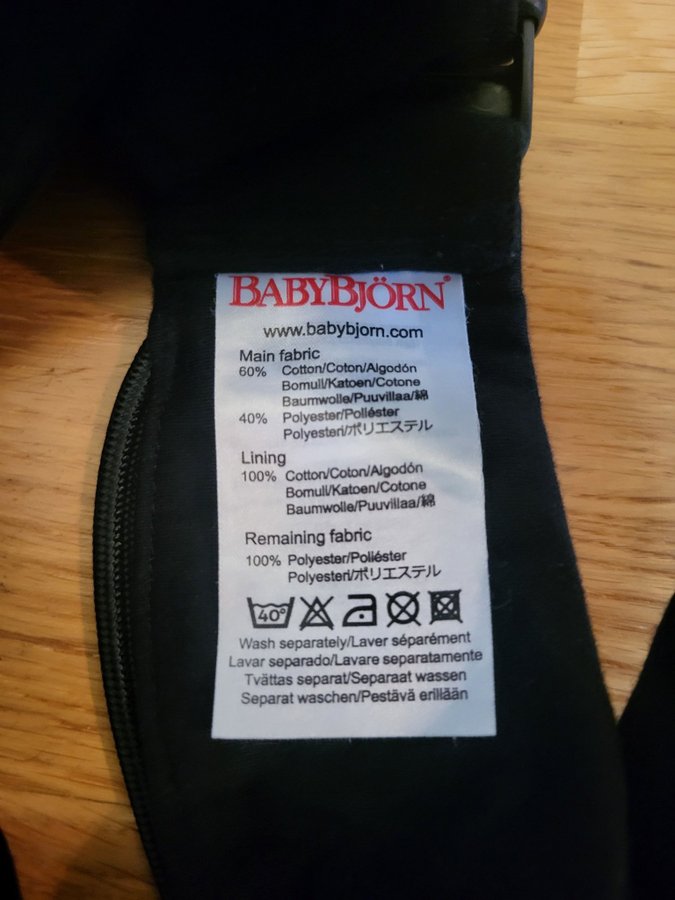 BABYBJÖRN®
www.babybjorn.com
Main fabric
60% Cotton/Coton/Algodón
Bomull/Katoen/Cotone
Baumwolle/Puuvillaa/綿
40% Polyester/Poliéster
Polyesteri/ポリエステル
Lining
100% Cotton/Coton/Algodón
Bomull/Katoen/Cotone
Baumwolle/Puuvillaa/綿
Remaining fabric
100% Polyester/Poliéster
Polyesteri/ポリエステル
40°
Wash separately/Laver séparément
Lavar separado/Lavare separatamente
Tvättas separat/Separaat wassen
Separat waschen/Pestävä erillään